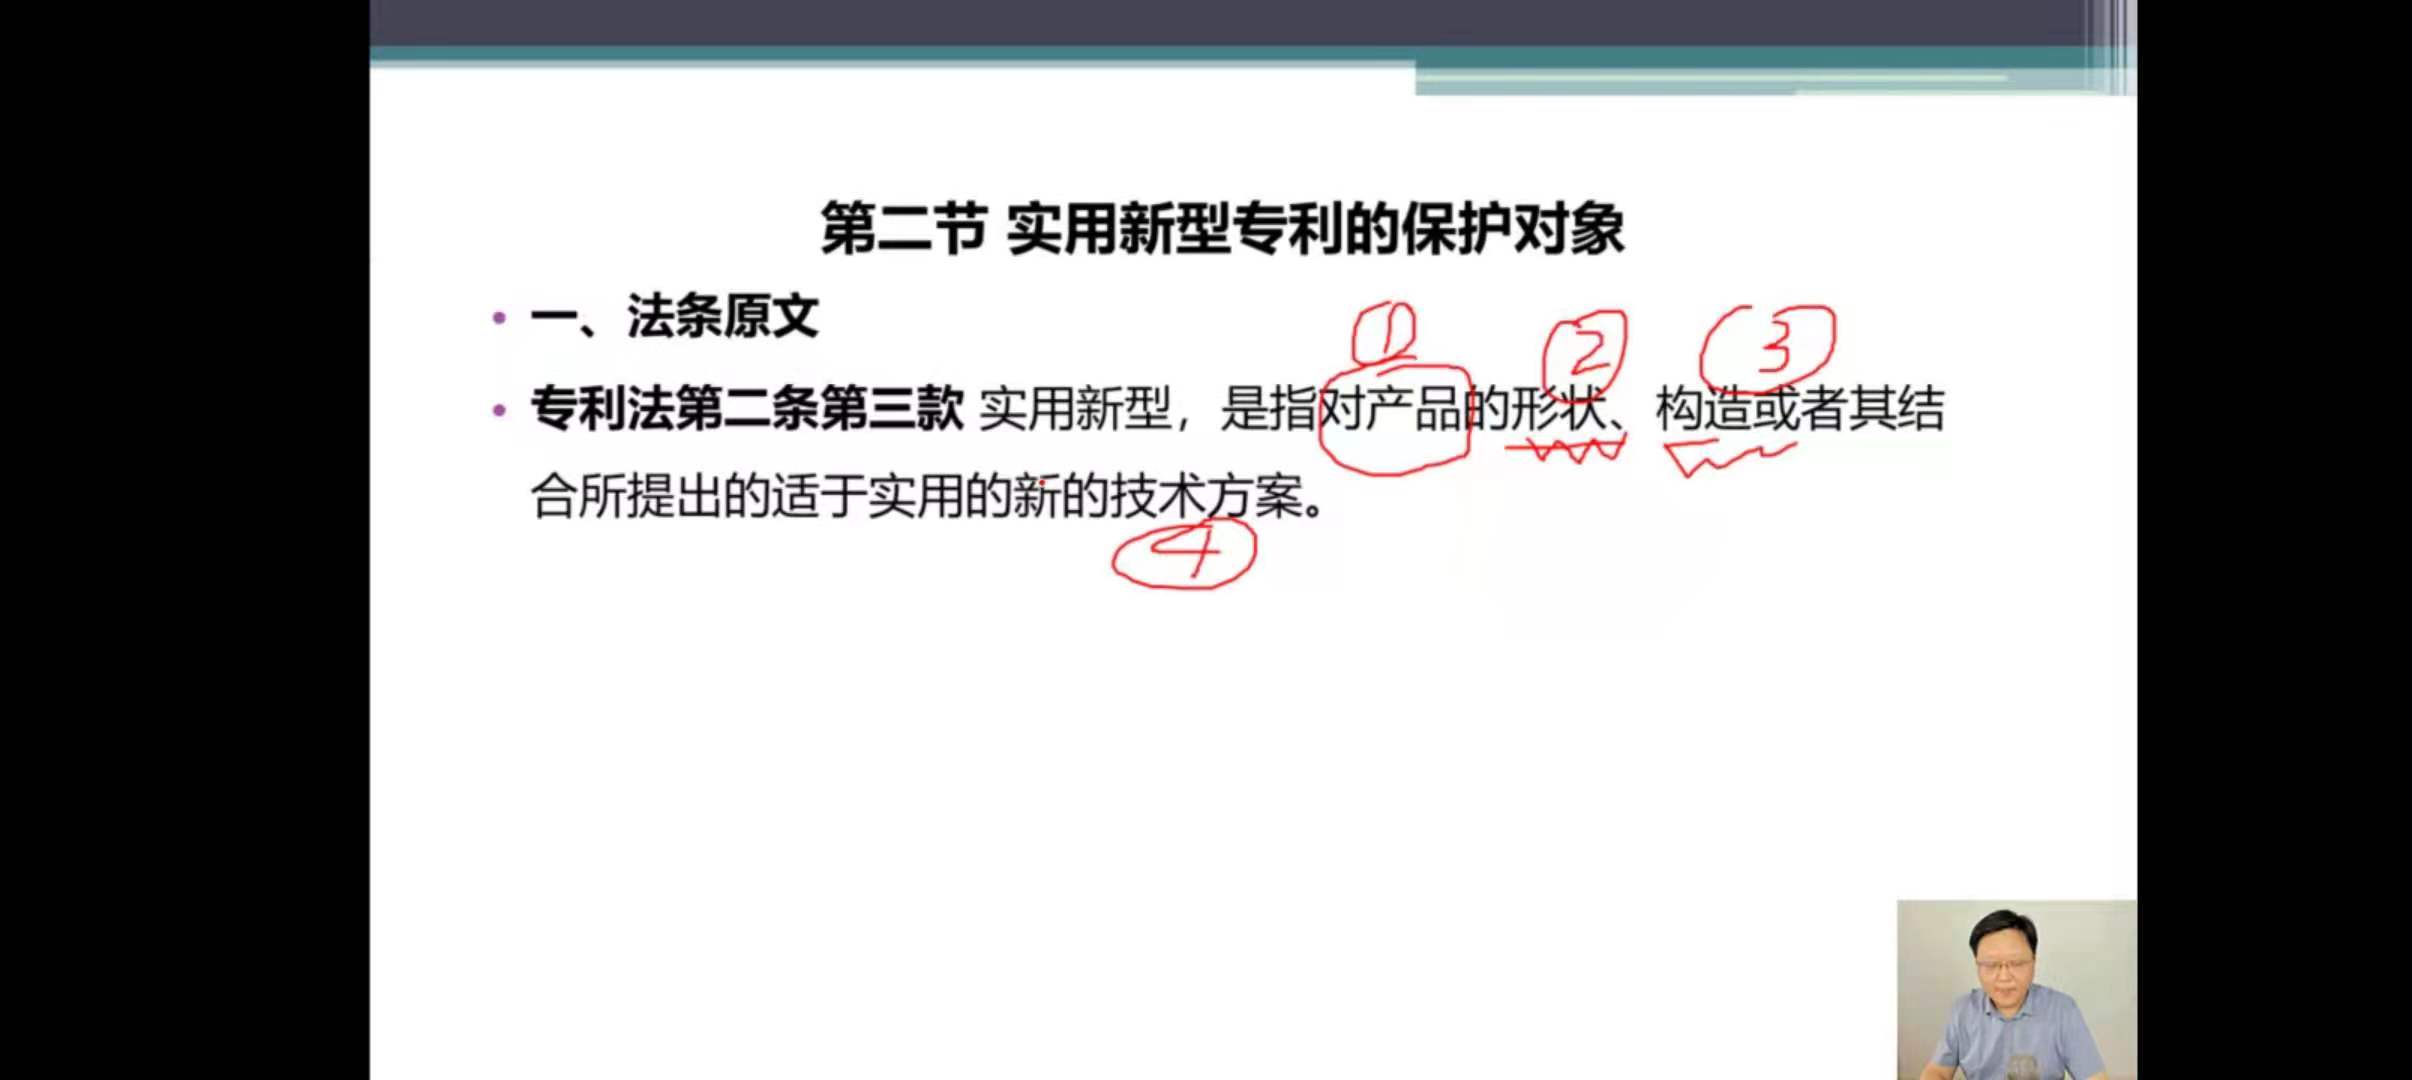 第二节 实用新型专利的保护对象
• 一、法条原文
① ② ③
• 专利法第二条第三款 实用新型，是指对产品的形状、构造或者其结
合所提出的适于实用的新的技术方案。
④